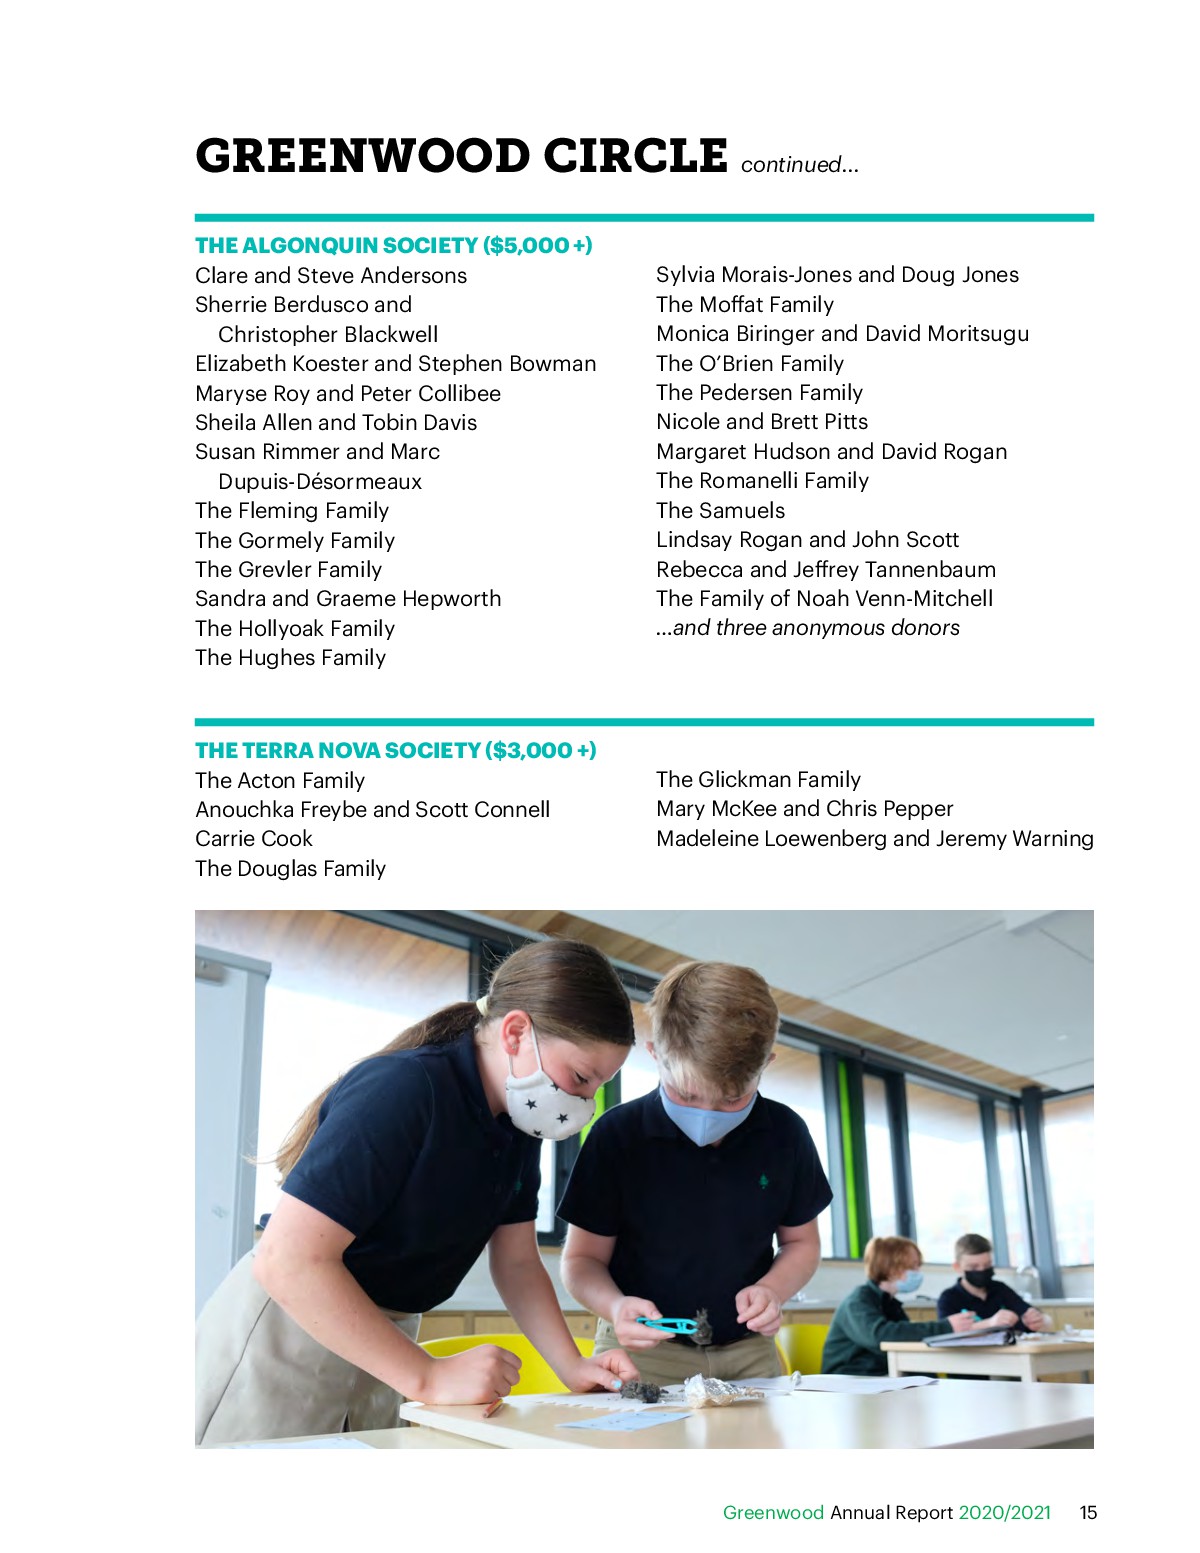 GREENWOOD CIRCLE continued...
THE ALGONQUIN SOCIETY ($5,000 +)
Clare and Steve Andersons
Sherrie Berdusco and
Christopher Blackwell
Elizabeth Koester and Stephen Bowman
Maryse Roy and Peter Collibee
Sheila Allen and Tobin Davis
Susan Rimmer and Marc
Dupuis-Désormeaux
The Fleming Family
The Gormely Family
The Grevler Family
Sandra and Graeme Hepworth
The Hollyoak Family
The Hughes Family
Sylvia Morais-Jones and Doug Jones
The Moffat Family
Monica Biringer and David Moritsugu
The O’Brien Family
The Pedersen Family
Nicole and Brett Pitts
Margaret Hudson and David Rogan
The Romanelli Family
The Samuels
Lindsay Rogan and John Scott
Rebecca and Jeffrey Tannenbaum
The Family of Noah Venn-Mitchell
...and three anonymous donors
THE TERRA NOVA SOCIETY ($3,000 +)
The Acton Family
Anouchka Freybe and Scott Connell
Carrie Cook
The Douglas Family
The Glickman Family
Mary McKee and Chris Pepper
Madeleine Loewenberg and Jeremy Warning
Greenwood Annual Report 2020/2021 15